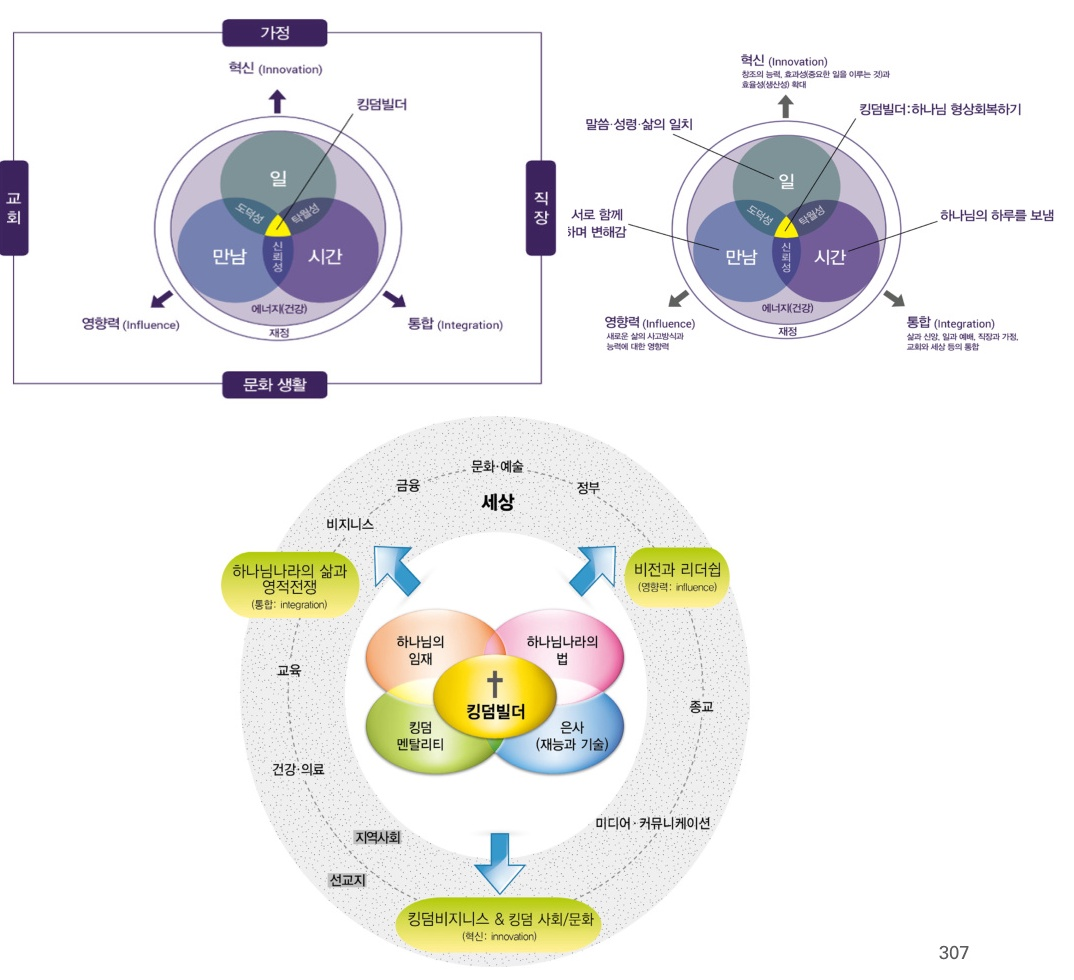 가정
혁신 (Innovation)
킹덤빌더
교회
직장
일
도덕성
탁월성
만남
신뢰성
시간
에너지(건강)
재정
영향력 (Influence)
통합 (Integration)
문화 생활
혁신 (Innovation)
창조의 능력, 효과성(중요한 일을 이루는 것)과
효율성(생산성) 확대
킹덤빌더:하나님 형상회복하기
말씀·성령·삶의 일치
일
도덕성
탁월성
서로 함께
하며 변해감
하나님의 하루를 보냄
만남
신뢰성
시간
에너지(건강)
재정
영향력 (Influence)
새로운 삶의 사고방식과
능력에 대한 영향력
통합 (Integration)
삶과 신앙, 일과 예배, 직장과 가정,
교회와 세상 등의 통합
문화·예술
금융
정부
세상
비지니스
하나님나라의 삶과
영적전쟁
(통합: integration)
비전과 리더쉽
(영향력: influence)
하나님의
임재
하나님나라의
법
킹덤빌더
킹덤
멘탈리티
은사
(재능과 기술)
교육
종교
건강·의료
미디어·커뮤니케이션
지역사회
선교지
킹덤비지니스 & 킹덤 사회/문화
(혁신: innovation)
307